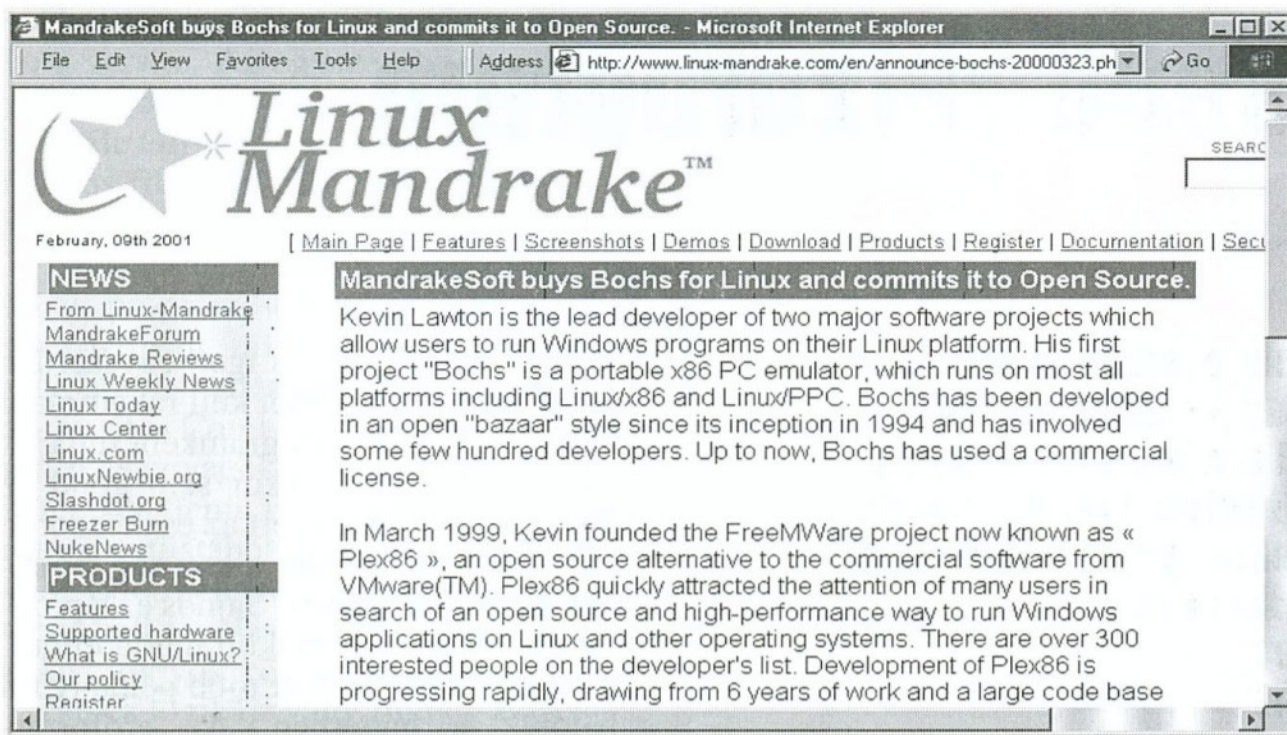 MandrakeSoft buys Bochs for Linux and commits it to Open Source. - Microsoft Internet Explorer
File Edit View Favorites Tools Help Address http://www.linux-mandrake.com/en/announce-bochs-20000323.ph Go
Linux
Mandrake™
SEARC
February, 09th 2001 [ Main Page | Features | Screenshots | Demos | Download | Products | Register | Documentation | Secu
NEWS
From Linux-Mandrake
MandrakeForum
Mandrake Reviews
Linux Weekly News
Linux Today
Linux Center
Linux.com
LinuxNewbie.org
Slashdot.org
Freezer Burn
NukeNews
PRODUCTS
Features
Supported hardware
What is GNU/Linux?
Our policy
Register
MandrakeSoft buys Bochs for Linux and commits it to Open Source.
Kevin Lawton is the lead developer of two major software projects which
allow users to run Windows programs on their Linux platform. His first
project "Bochs" is a portable x86 PC emulator, which runs on most all
platforms including Linux/x86 and Linux/PPC. Bochs has been developed
in an open "bazaar" style since its inception in 1994 and has involved
some few hundred developers. Up to now, Bochs has used a commercial
license.
In March 1999, Kevin founded the FreeMWare project now known as «
Plex86 », an open source alternative to the commercial software from
VMware(TM). Plex86 quickly attracted the attention of many users in
search of an open source and high-performance way to run Windows
applications on Linux and other operating systems. There are over 300
interested people on the developer's list. Development of Plex86 is
progressing rapidly, drawing from 6 years of work and a large code base